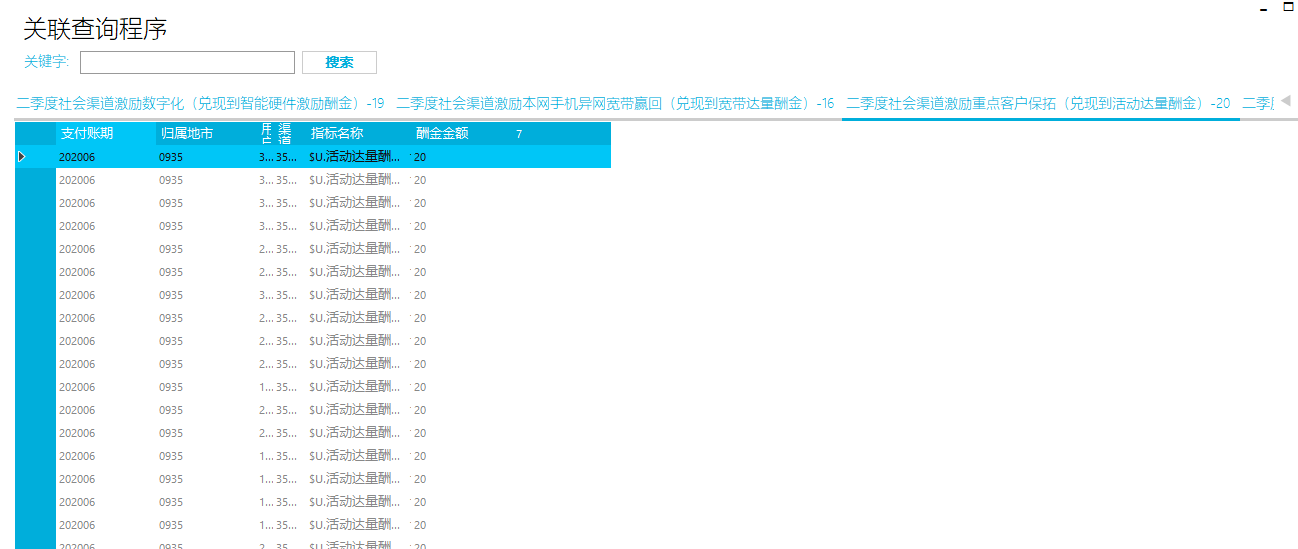 关联查询程序
关键字: 搜索
二季度社会渠道激励数字化（兑现到智能硬件激励酬金）-19 二季度社会渠道激励本网手机异网宽带赢回（兑现到宽带达量酬金）-16 二季度社会渠道激励重点客户保拓（兑现到活动达量酬金）-20 二季
支付账期 归属地市 用户 渠道 指标名称 酬金金额 7
202006 0935 3... 35... $U.活动达量酬... 20
202006 0935 3... 35... $U.活动达量酬... 20
202006 0935 3... 35... $U.活动达量酬... 20
202006 0935 3... 35... $U.活动达量酬... 20
202006 0935 2... 35... $U.活动达量酬... 20
202006 0935 2... 35... $U.活动达量酬... 20
202006 0935 3... 35... $U.活动达量酬... 20
202006 0935 2... 35... $U.活动达量酬... 20
202006 0935 2... 35... $U.活动达量酬... 20
202006 0935 2... 35... $U.活动达量酬... 20
202006 0935 1... 35... $U.活动达量酬... 20
202006 0935 2... 35... $U.活动达量酬... 20
202006 0935 2... 35... $U.活动达量酬... 20
202006 0935 1... 35... $U.活动达量酬... 20
202006 0935 1... 35... $U.活动达量酬... 20
202006 0935 1... 35... $U.活动达量酬... 20
202006 0935 1... 35... $U.活动达量酬... 20
202006 0935 2... 35... $U.活动达量酬... 20